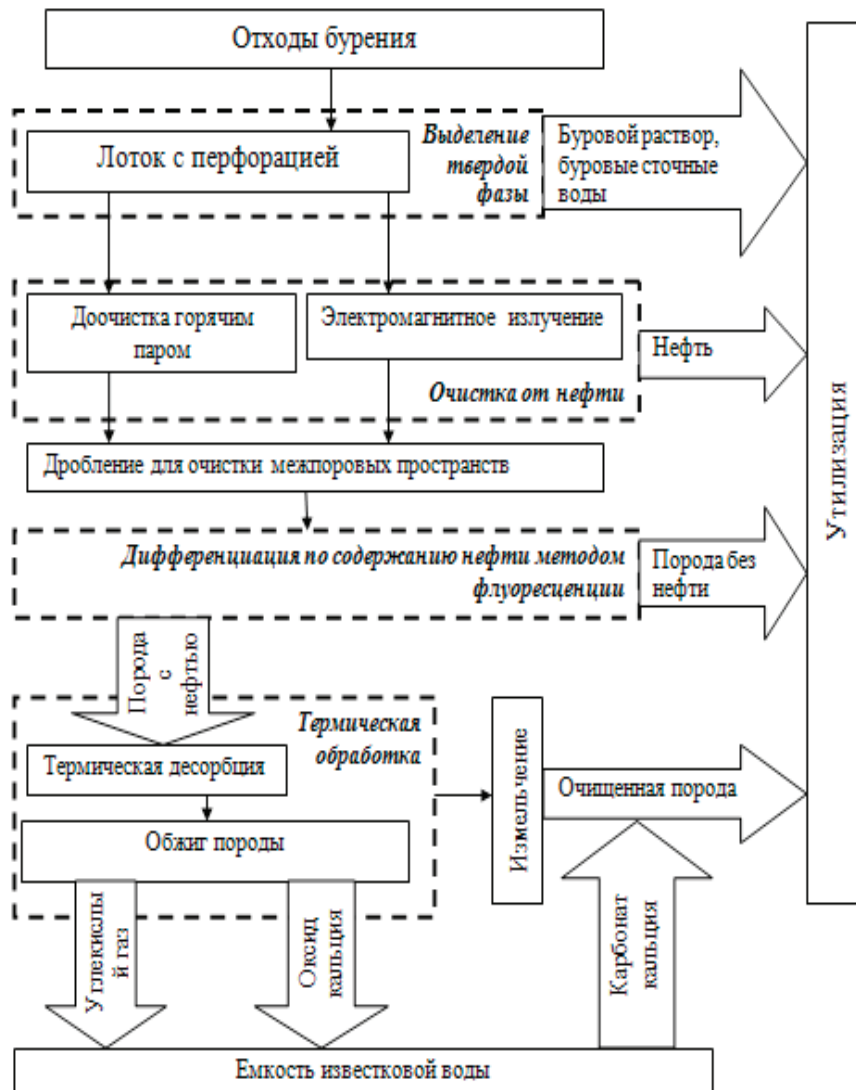 Отходы бурения
Лоток с перфорацией
Выделение
твердой
фазы
Буровой раствор,
буровые сточные
воды
Доочистка горячим
паром
Электромагнитное излучение
Очистка от нефти
Нефть
Дробление для очистки межпоровых пространств
Дифференциация по содержанию нефти методом
флуоресценции
Порода без
нефти
Утилизация
Порода
с
нефтью
Термическая
обработка
Термическая десорбция
Обжиг породы
Измельчение
Очищенная порода
Углекислы
й газ
Оксид
кальция
Карбонат
кальция
Емкость известковой воды